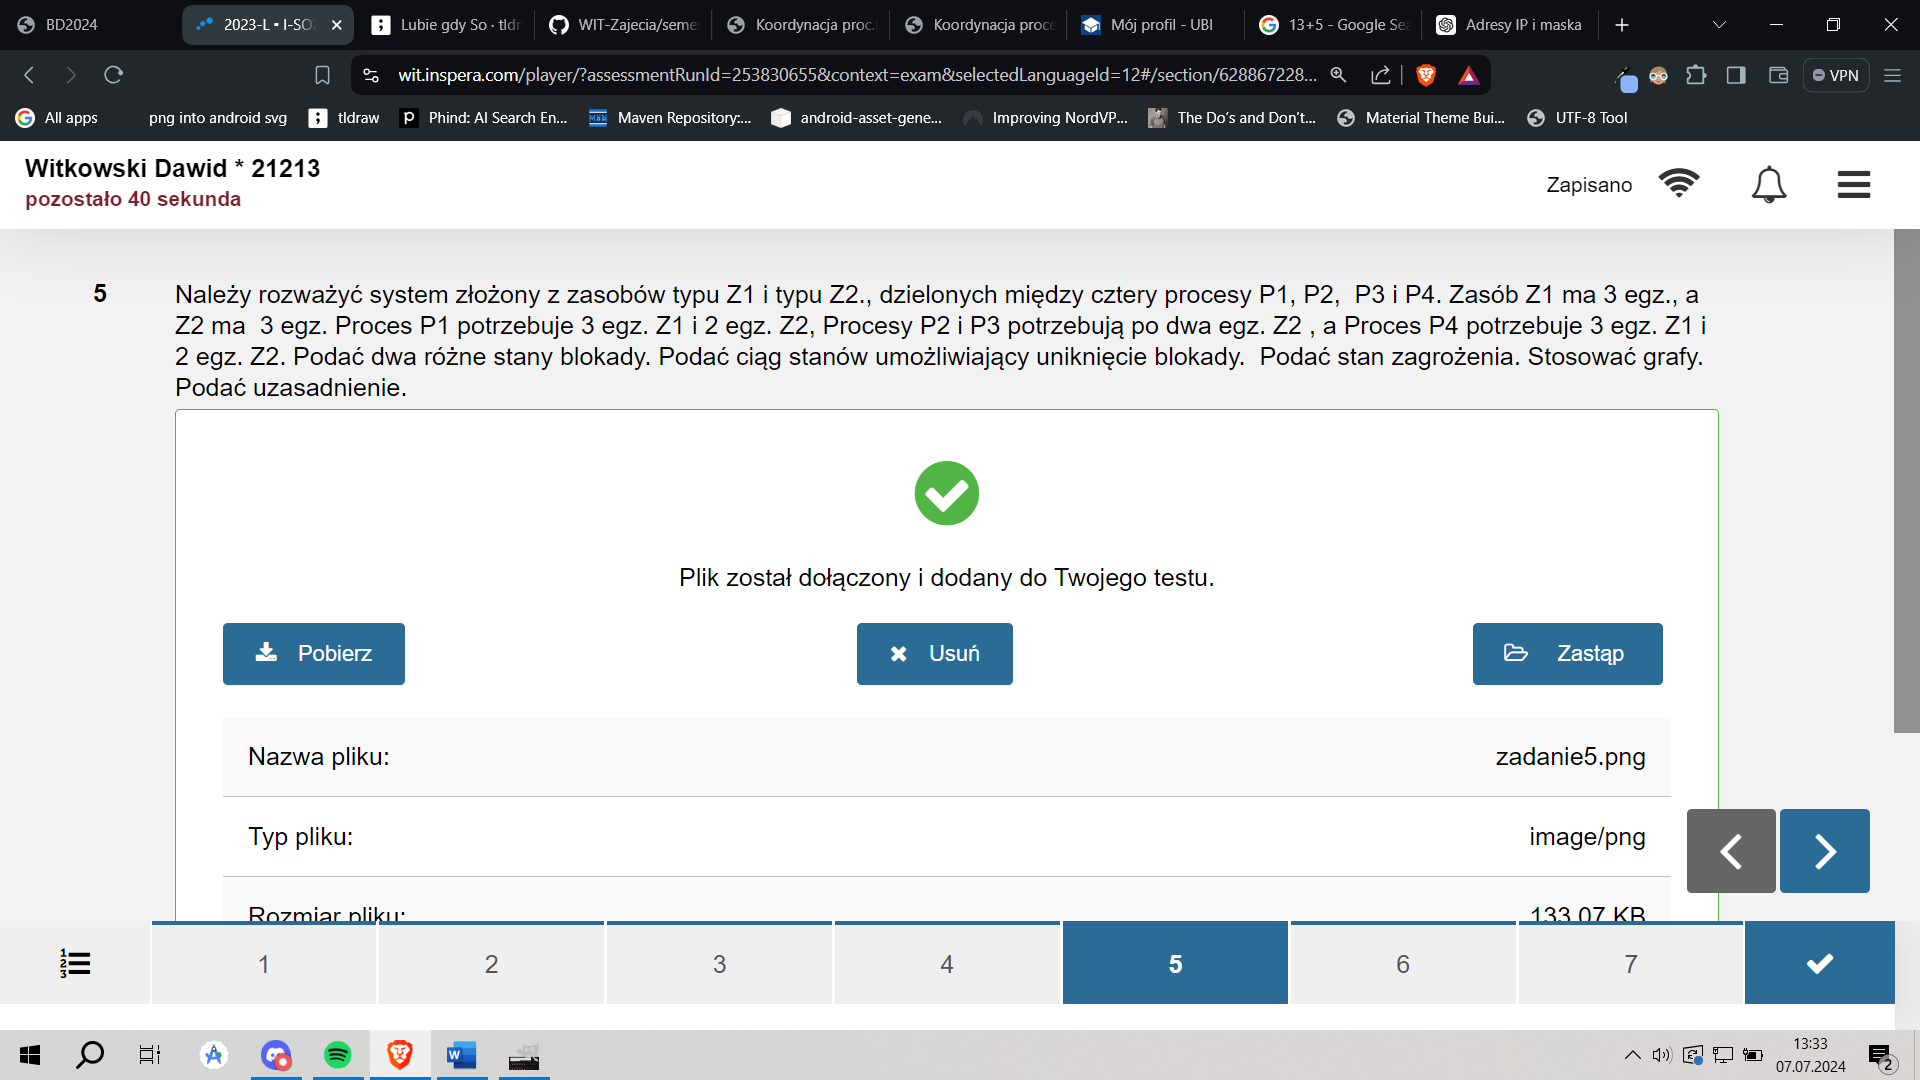 BD2024
2023-L • I-SO
Lubie gdy So · tldr
WIT-Zajecia/seme
Koordynacja proc.
Koordynacja proce
Mój profil - UBI
13+5 - Google Se
Adresy IP i maska
wit.inspera.com/player/?assessmentRunId=253830655&context=exam&selectedLanguageId=12#/section/628867228...
VPN
All apps
png into android svg
tldraw
Phind: AI Search En...
Maven Repository:...
android-asset-gene...
Improving NordVP...
The Do's and Don't...
Material Theme Bui...
UTF-8 Tool
Witkowski Dawid * 21213
pozostało 40 sekunda
Zapisano
5
Należy rozważyć system złożony z zasobów typu Z1 i typu Z2., dzielonych między cztery procesy P1, P2, P3 i P4. Zasób Z1 ma 3 egz., a
Z2 ma 3 egz. Proces P1 potrzebuje 3 egz. Z1 i 2 egz. Z2, Procesy P2 i P3 potrzebują po dwa egz. Z2 , a Proces P4 potrzebuje 3 egz. Z1 i
2 egz. Z2. Podać dwa różne stany blokady. Podać ciąg stanów umożliwiający uniknięcie blokady. Podać stan zagrożenia. Stosować grafy.
Podać uzasadnienie.
Plik został dołączony i dodany do Twojego testu.
Pobierz
Usuń
Zastąp
Nazwa pliku:
zadanie5.png
Typ pliku:
image/png
Rozmiar pliku:
133.07 KB
1
2
3
4
5
6
7
13:33
07.07.2024
2